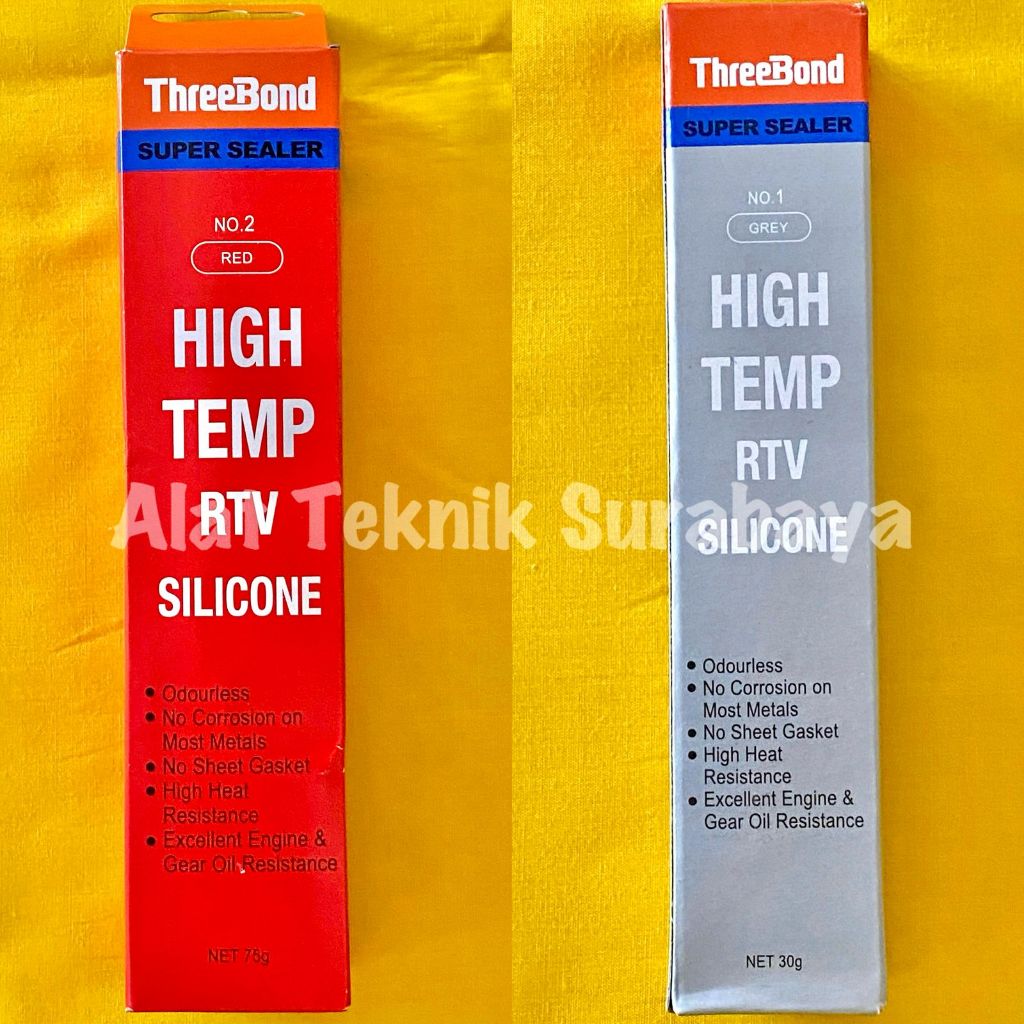 ThreeBond
SUPER SEALER
NO.2
RED
HIGH
TEMP
RTV
SILICONE
• Odourless
• No Corrosion on
Most Metals
• No Sheet Gasket
• High Heat
Resistance
• Excellent Engine &
Gear Oil Resistance
NET 75g
ThreeBond
SUPER SEALER
NO.1
GREY
HIGH
TEMP
RTV
SILICONE
• Odourless
• No Corrosion on
Most Metals
• No Sheet Gasket
• High Heat
Resistance
• Excellent Engine &
Gear Oil Resistance
NET 30g
Alat Teknik Surabaya